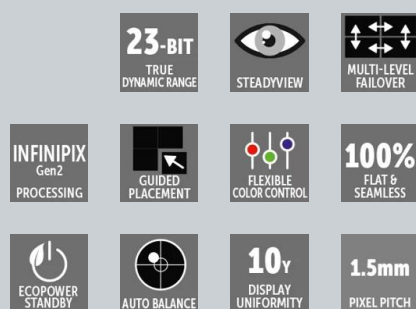 23-BIT
TRUE
DYNAMIC RANGE
STEADYVIEW
MULTI-LEVEL
FAILOVER
INFINIPIX
Gen2
PROCESSING
GUIDED
PLACEMENT
FLEXIBLE
COLOR CONTROL
100%
FLAT &
SEAMLESS
ECOPOWER
STANDBY
AUTO BALANCE
10Y
DISPLAY
UNIFORMITY
1.5mm
PIXEL PITCH